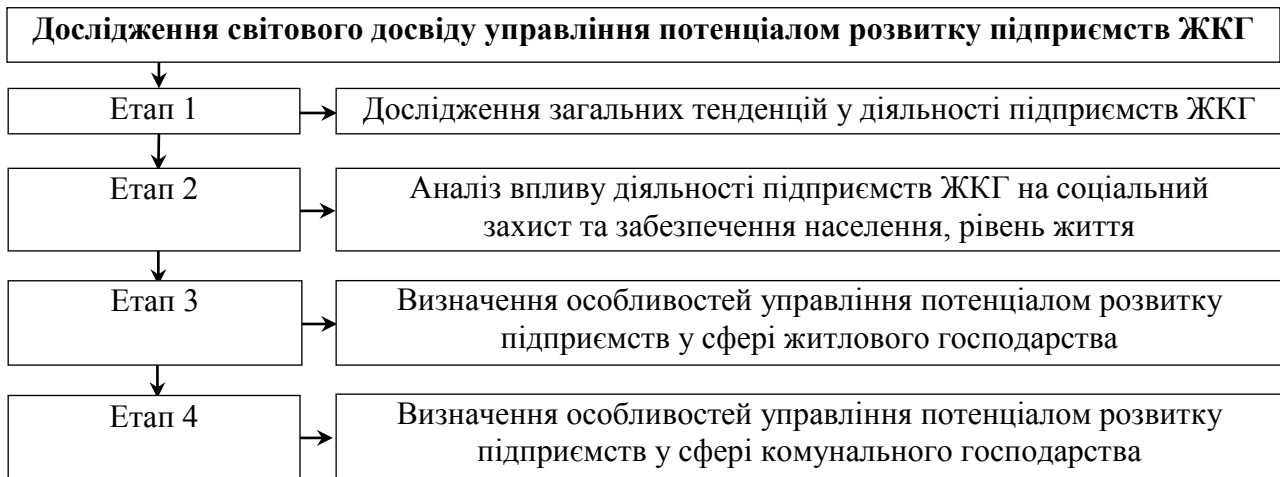 Дослідження світового досвіду управління потенціалом розвитку підприємств ЖКГ
Етап 1
Дослідження загальних тенденцій у діяльності підприємств ЖКГ
Етап 2
Аналіз впливу діяльності підприємств ЖКГ на соціальний
захист та забезпечення населення, рівень життя
Етап 3
Визначення особливостей управління потенціалом розвитку
підприємств у сфері житлового господарства
Етап 4
Визначення особливостей управління потенціалом розвитку
підприємств у сфері комунального господарства